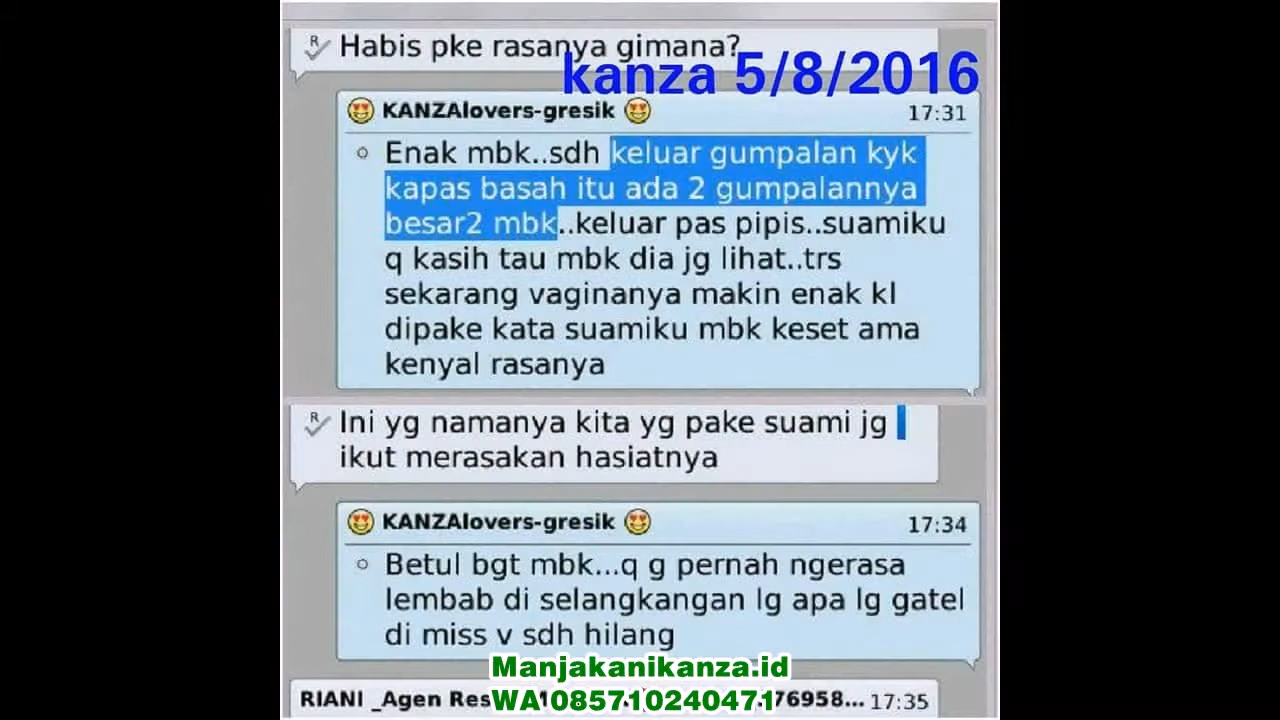 Habis pke rasanya gimana?
kanza 5/8/2016
KANZAlovers-gresik 17:31
Enak mbk..sdh keluar gumpalan kyk
kapas basah itu ada 2 gumpalannya
besar2 mbk..keluar pas pipis..suamiku
q kasih tau mbk dia jg lihat..trs
sekarang vaginanya makin enak kl
dipake kata suamiku mbk keset ama
kenyal rasanya
Ini yg namanya kita yg pake suami jg
ikut merasakan hasiatnya
KANZAlovers-gresik 17:34
Betul bgt mbk...q g pernah ngerasa
lembab di selangkangan lg apa lg gatel
di miss v sdh hilang
Manjakanikanza.id
WA085710240471
RIANI _Agen 76958... 17:35